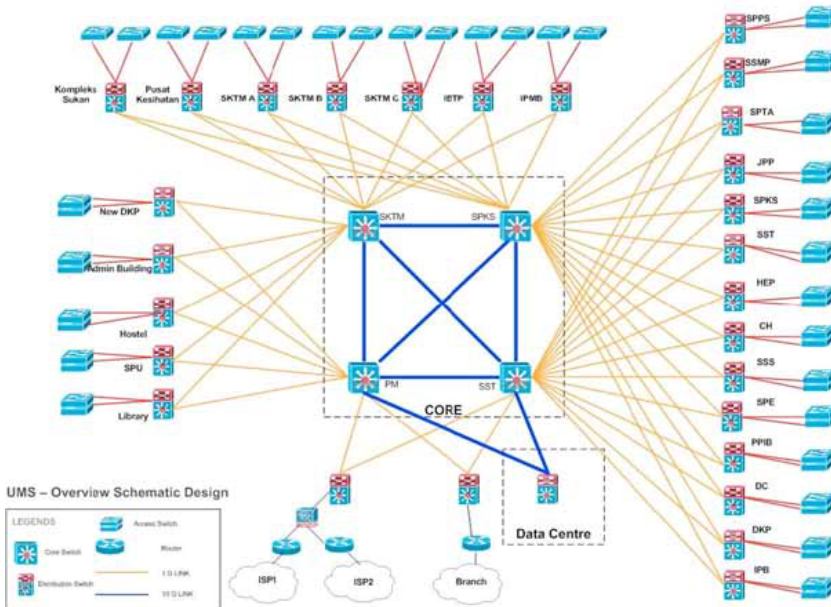 SPPS
SSMP
SPTA
JPP
SPKS
SST
HEP
CH
SSS
SPE
PPIB
DC
DKP
IPB
Kompleks
Sukan
Pusat
Kesihatan
SKTM A
SKTM B
SKTM C
IBTP
IPMB
New DKP
Admin Building
Hostel
SPU
Library
SKTM
SPKS
PM
SST
CORE
Data Centre
ISP1
ISP2
Branch
UMS – Overview Schematic Design
LEGENDS
Access Switch
Core Switch
Router
Distribution Switch
1 G LINK
10 G LINK